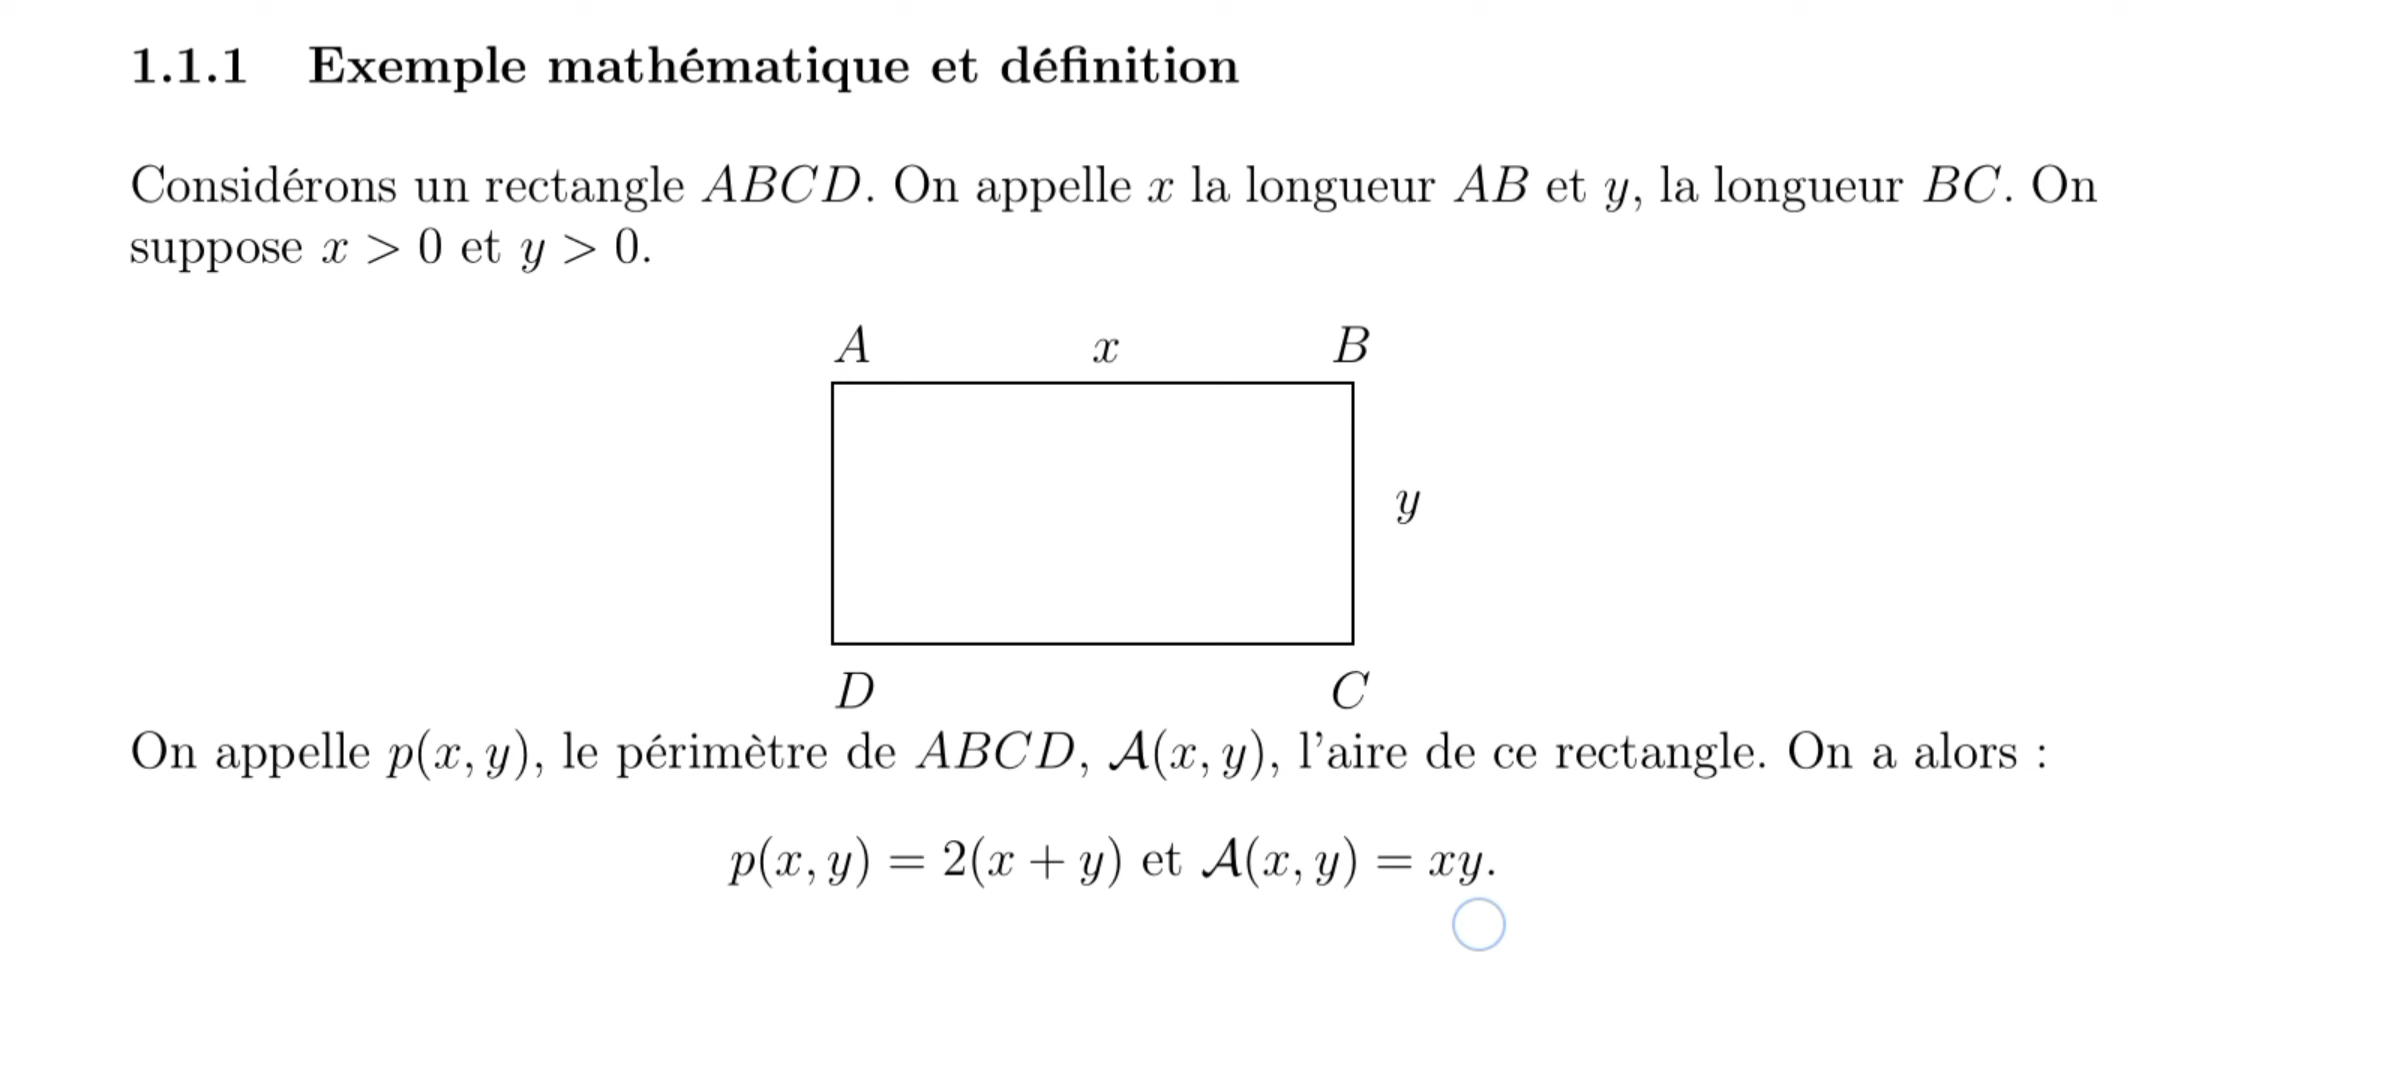 1.1.1 Exemple mathématique et définition
Considérons un rectangle ABCD. On appelle x la longueur AB et y, la longueur BC. On
suppose x > 0 et y > 0.
A x B
y
D C
On appelle p(x, y), le périmètre de ABCD, 𝒜(x, y), l'aire de ce rectangle. On a alors :
p(x, y) = 2(x + y) et 𝒜(x, y) = xy.